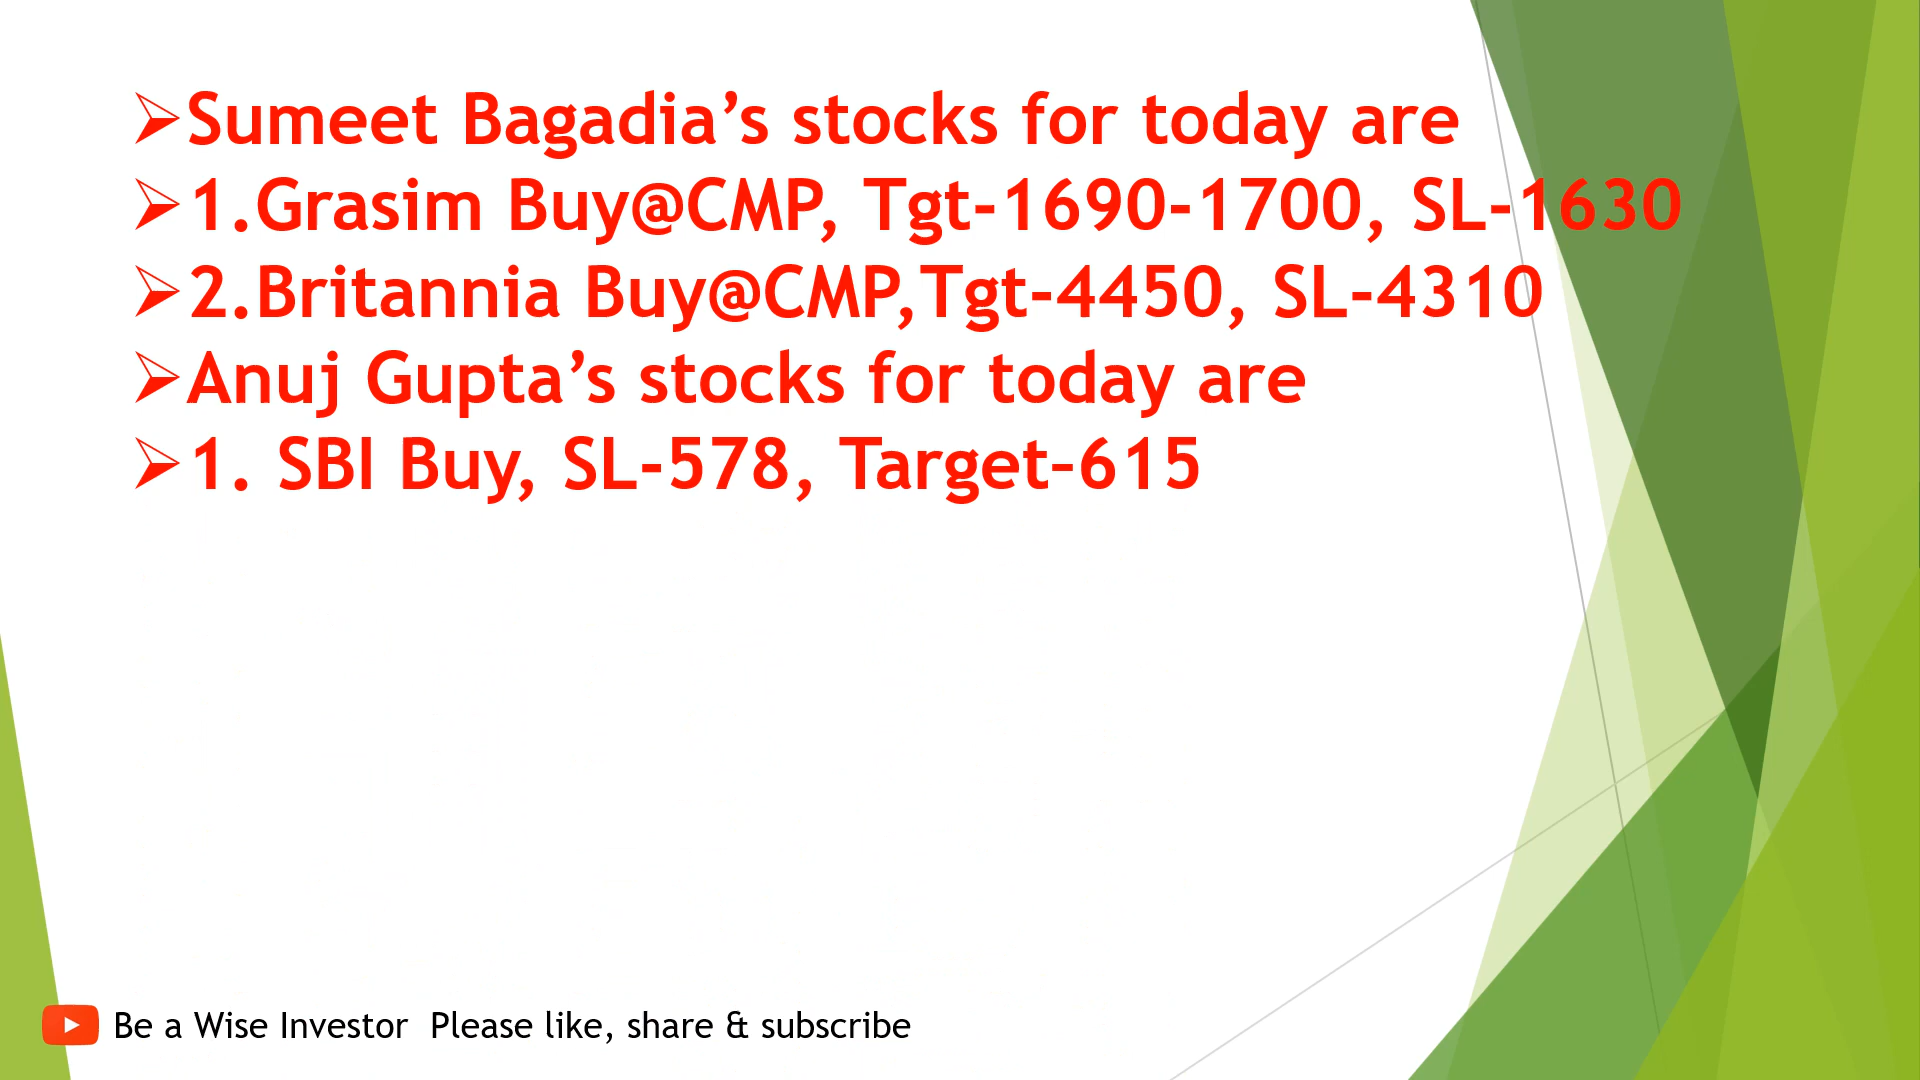 ➢Sumeet Bagadia’s stocks for today are
➢1.Grasim Buy@CMP, Tgt-1690-1700, SL-1630
➢2.Britannia Buy@CMP,Tgt-4450, SL-4310
➢Anuj Gupta’s stocks for today are
➢1. SBI Buy, SL-578, Target-615
Be a Wise Investor  Please like, share & subscribe